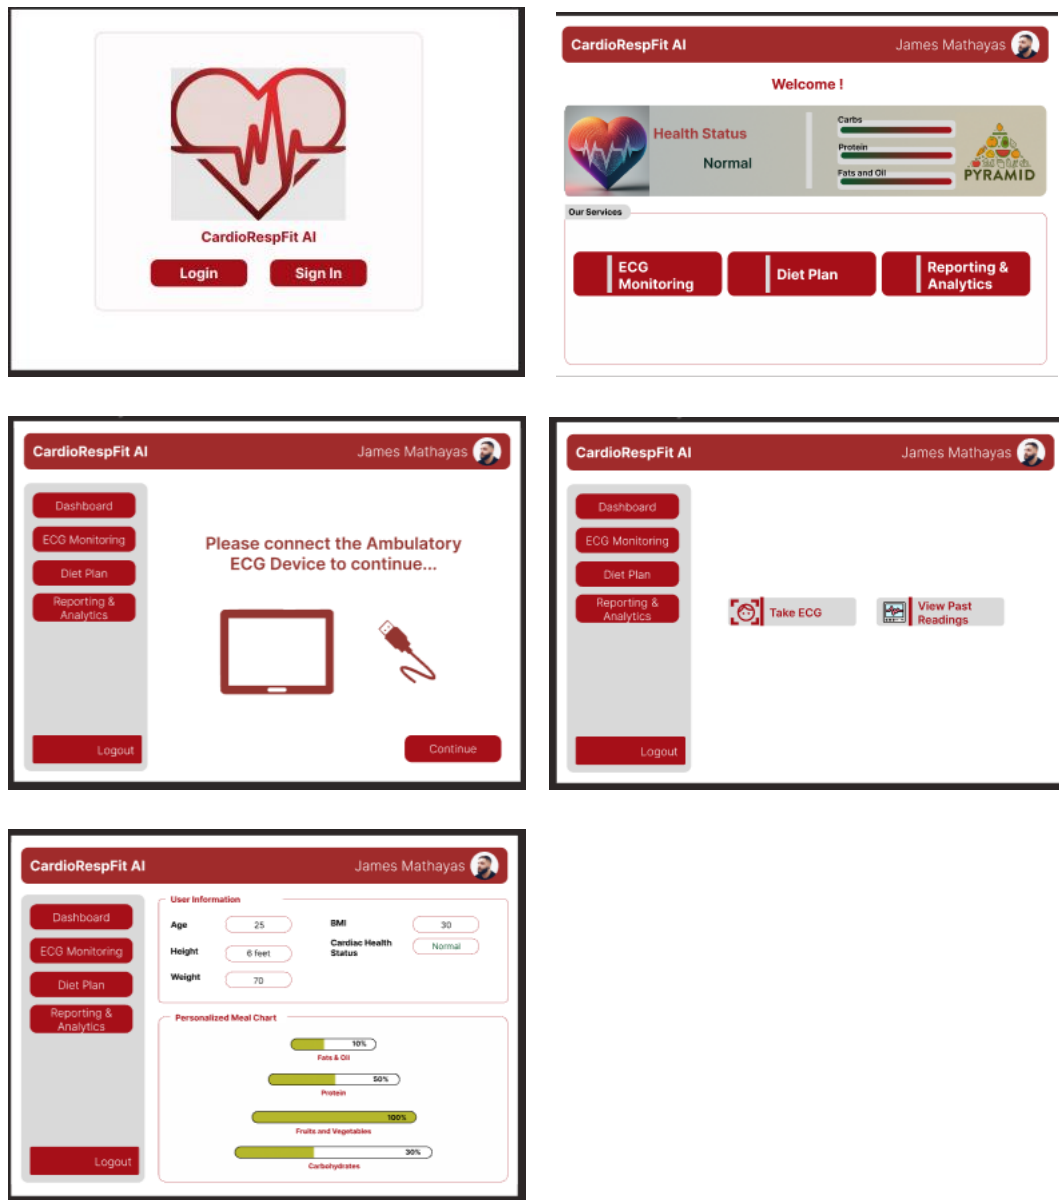 CardioRespFit AI
Login
Sign In
CardioRespFit AI
James Mathayas
Welcome !
Health Status
Normal
Carbs
Protein
Fats and Oil
PYRAMID
Our Services
ECG
Monitoring
Diet Plan
Reporting &
Analytics
CardioRespFit AI
James Mathayas
Dashboard
ECG Monitoring
Diet Plan
Reporting &
Analytics
Logout
Please connect the Ambulatory
ECG Device to continue...
Continue
CardioRespFit AI
James Mathayas
Dashboard
ECG Monitoring
Diet Plan
Reporting &
Analytics
Logout
Take ECG
View Past
Readings
CardioRespFit AI
James Mathayas
Dashboard
ECG Monitoring
Diet Plan
Reporting &
Analytics
Logout
User Information
Age 25
Height 6 feet
Weight 70
BMI 30
Cardiac Health
Status Normal
Personalized Meal Chart
10%
Fats & Oil
50%
Protein
100%
Fruits and Vegetables
30%
Carbohydrates